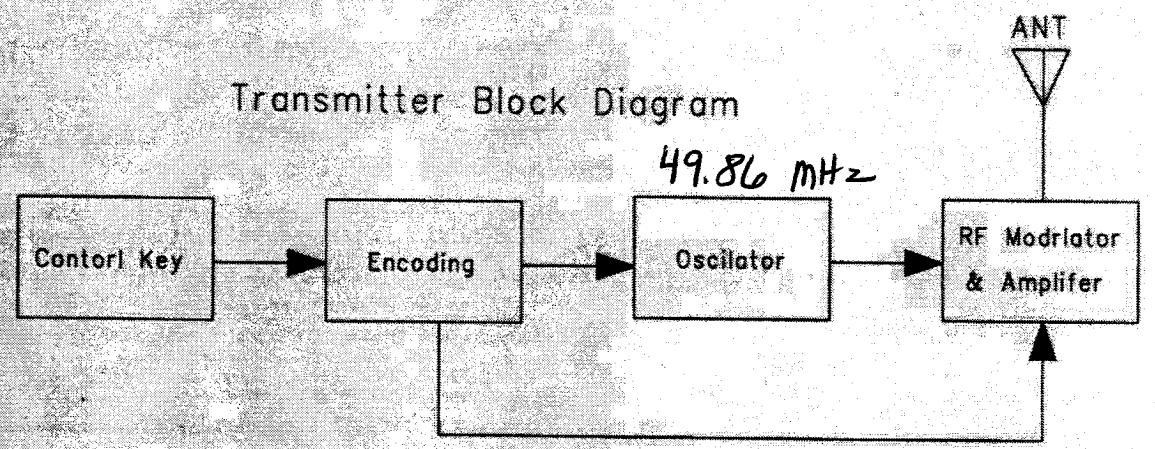 ANT
Transmitter Block Diagram
49.86 mHz
Contorl Key
Encoding
Oscilator
RF Modrlator
& Amplifer